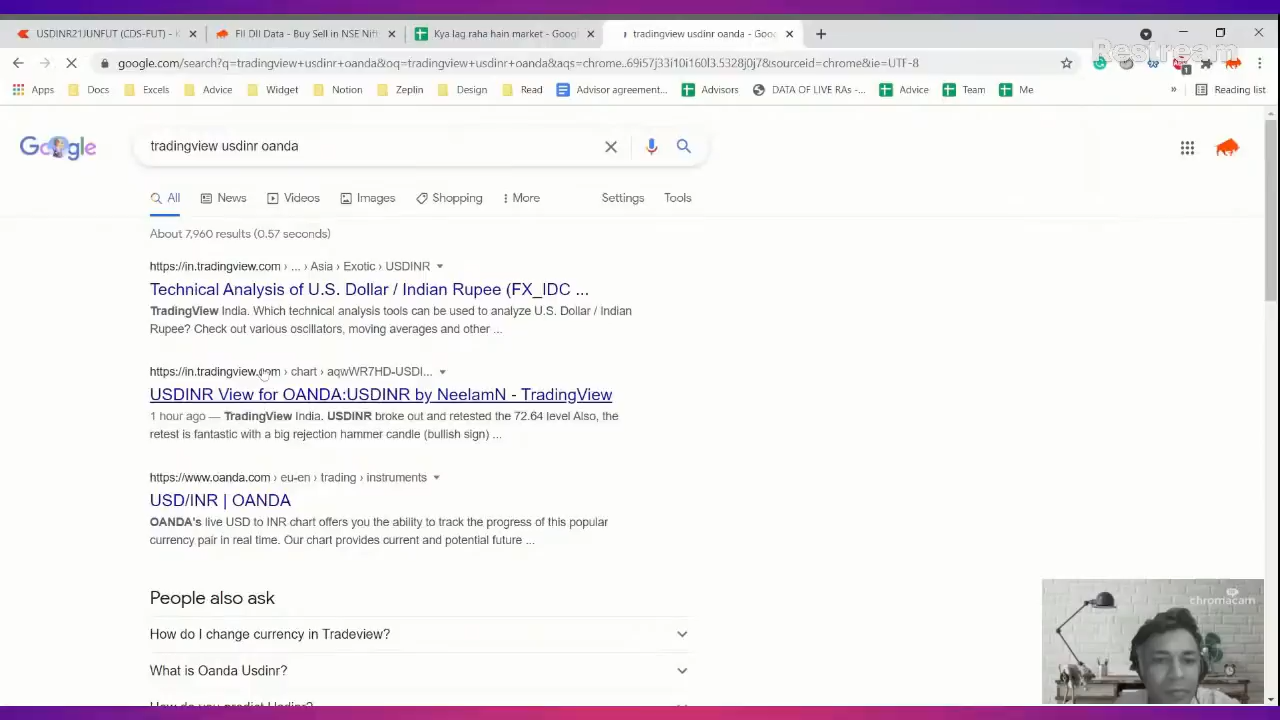 USDINR21JUNFUT (CDS-FUT) - K
FII DII Data - Buy Sell in NSE Nift
Kya lag raha hain market - Googl
tradingview usdinr oanda - Goo
Restream
google.com/search?q=tradingview+usdinr+oanda&oq=tradingview+usdinr+oanda&aqs=chrome..69i57j33i10i160l3.5328j0j7&sourceid=chrome&ie=UTF-8
1
Apps
Docs
Excels
Advice
Widget
Notion
Zeplin
Design
Read
Advisor agreement...
Advisors
DATA OF LIVE RAs -...
Advice
Team
Me
»
Reading list
Google
tradingview usdinr oanda
All
News
Videos
Images
Shopping
More
Settings
Tools
About 7,960 results (0.57 seconds)
https://in.tradingview.com › ... › Asia › Exotic › USDINR
Technical Analysis of U.S. Dollar / Indian Rupee (FX_IDC ...
TradingView India. Which technical analysis tools can be used to analyze U.S. Dollar / Indian
Rupee? Check out various oscillators, moving averages and other ...
https://in.tradingview.com › chart › aqwWR7HD-USDI...
USDINR View for OANDA:USDINR by NeelamN - TradingView
1 hour ago — TradingView India. USDINR broke out and retested the 72.64 level Also, the
retest is fantastic with a big rejection hammer candle (bullish sign) ...
https://www.oanda.com › eu-en › trading › instruments
USD/INR | OANDA
OANDA's live USD to INR chart offers you the ability to track the progress of this popular
currency pair in real time. Our chart provides current and potential future ...
People also ask
How do I change currency in Tradeview?
What is Oanda Usdinr?
How do you predict Usdinr?
chromacam